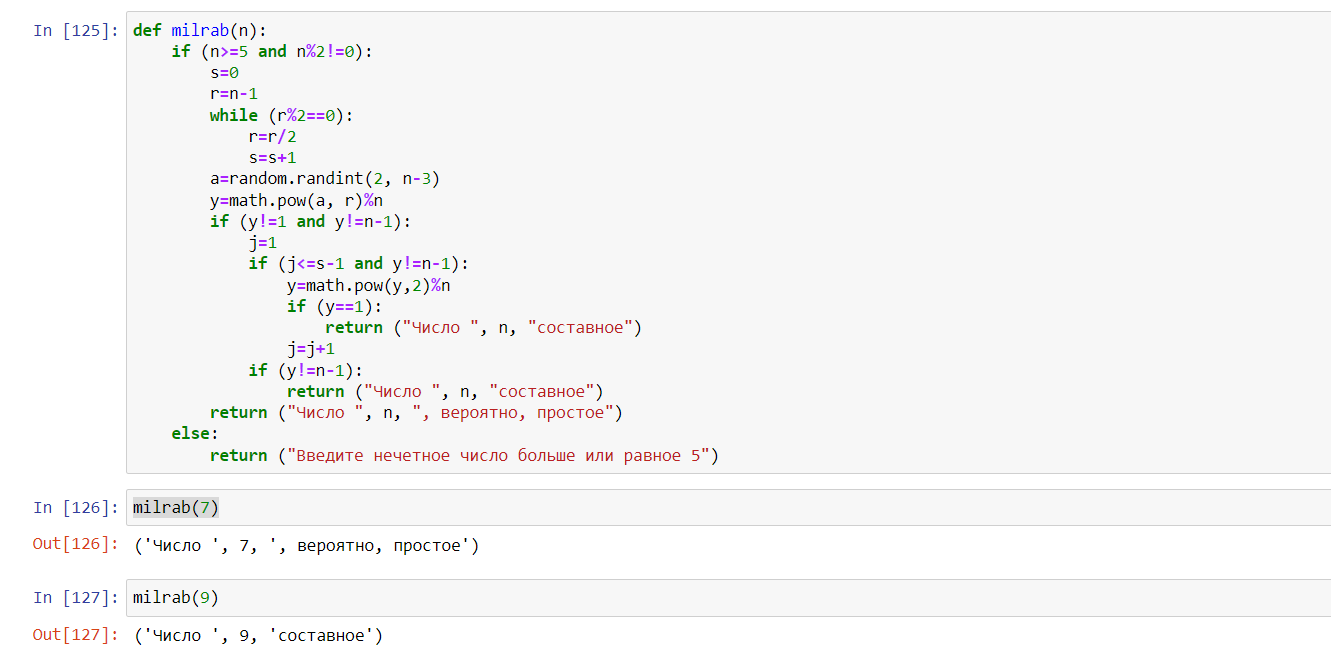 In [125]: def milrab(n):
    if (n>=5 and n%2!=0):
        s=0
        r=n-1
        while (r%2==0):
            r=r/2
            s=s+1
        a=random.randint(2, n-3)
        y=math.pow(a, r)%n
        if (y!=1 and y!=n-1):
            j=1
            if (j<=s-1 and y!=n-1):
                y=math.pow(y,2)%n
                if (y==1):
                    return ("Число ", n, "составное")
                j=j+1
            if (y!=n-1):
                return ("Число ", n, "составное")
        return ("Число ", n, ", вероятно, простое")
    else:
        return ("Введите нечетное число больше или равное 5")
In [126]: milrab(7)
Out[126]: ('Число ', 7, ', вероятно, простое')
In [127]: milrab(9)
Out[127]: ('Число ', 9, 'составное')